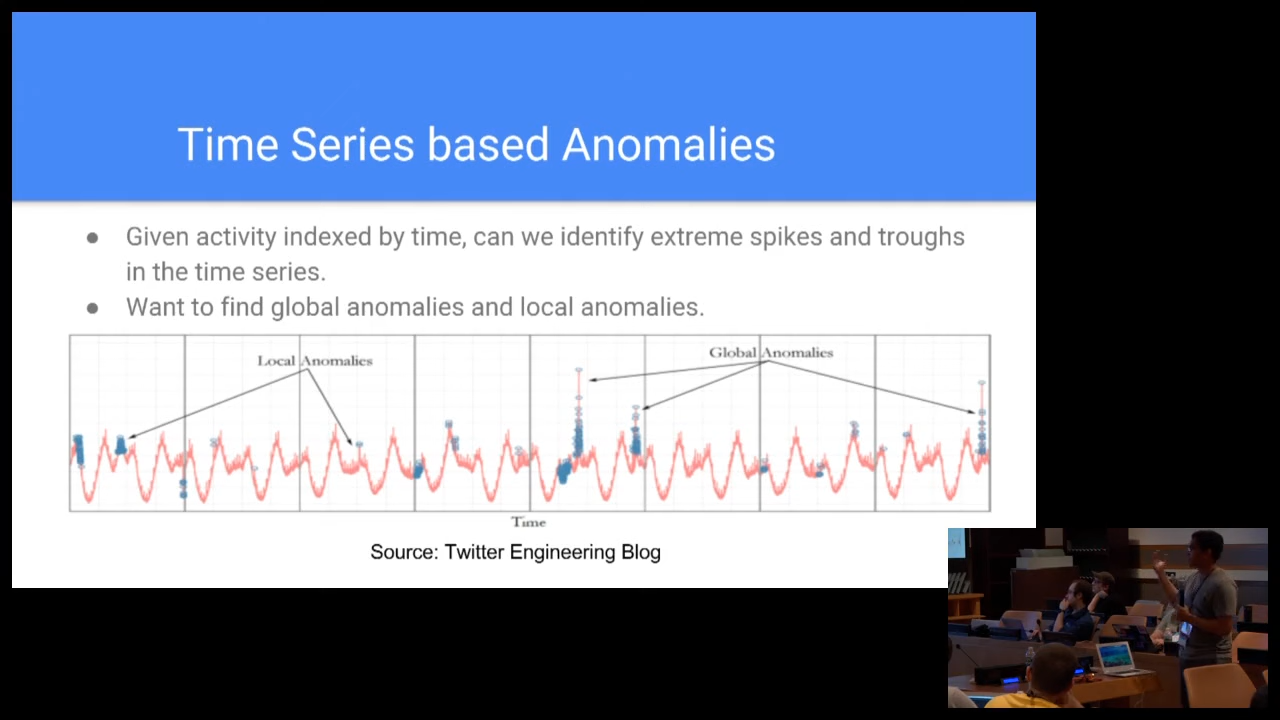 Time Series based Anomalies
● Given activity indexed by time, can we identify extreme spikes and troughs
in the time series.
● Want to find global anomalies and local anomalies.
Local Anomalies
Global Anomalies
Time
Source: Twitter Engineering Blog